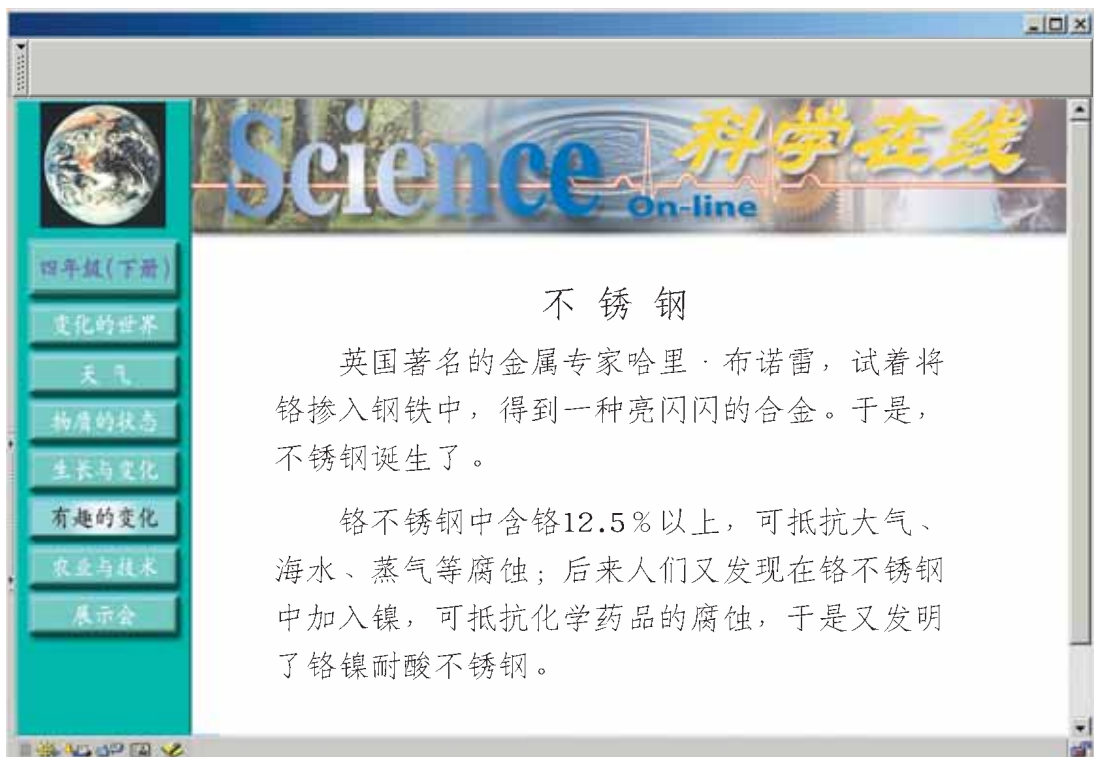 Science 科学在线
On-line
四年级(下册)
变化的世界
天气
物质的状态
生长与变化
有趣的变化
农业与技术
展示会
不锈钢
英国著名的金属专家哈里·布诺雷，试着将
铬掺入钢铁中，得到一种亮闪闪的合金。于是，
不锈钢诞生了。
铬不锈钢中含铬12.5%以上，可抵抗大气、
海水、蒸气等腐蚀；后来人们又发现在铬不锈钢
中加入镍，可抵抗化学药品的腐蚀，于是又发明
了铬镍耐酸不锈钢。